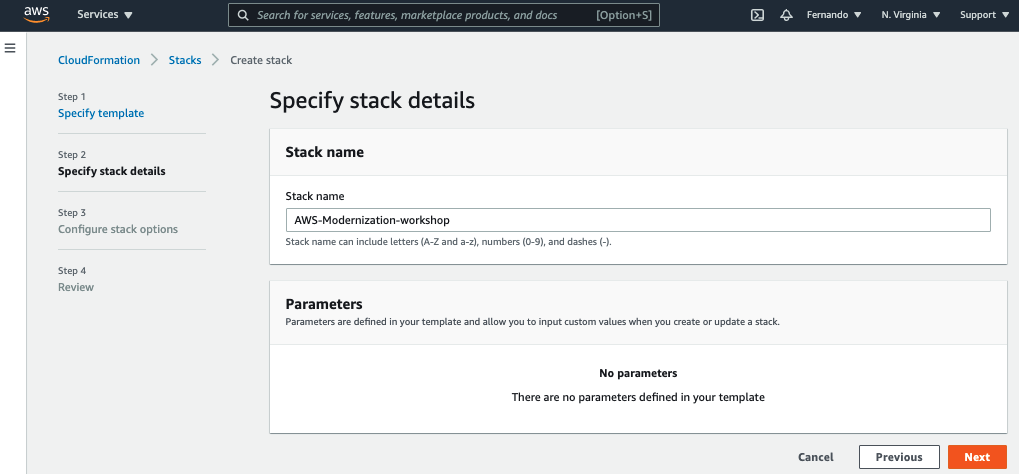 aws
Services
Search for services, features, marketplace products, and docs [Option+S]
Fernando
N. Virginia
Support
CloudFormation > Stacks > Create stack
Step 1
Specify template
Step 2
Specify stack details
Step 3
Configure stack options
Step 4
Review
Specify stack details
Stack name
Stack name
AWS-Modernization-workshop
Stack name can include letters (A-Z and a-z), numbers (0-9), and dashes (-).
Parameters
Parameters are defined in your template and allow you to input custom values when you create or update a stack.
No parameters
There are no parameters defined in your template
Cancel
Previous
Next